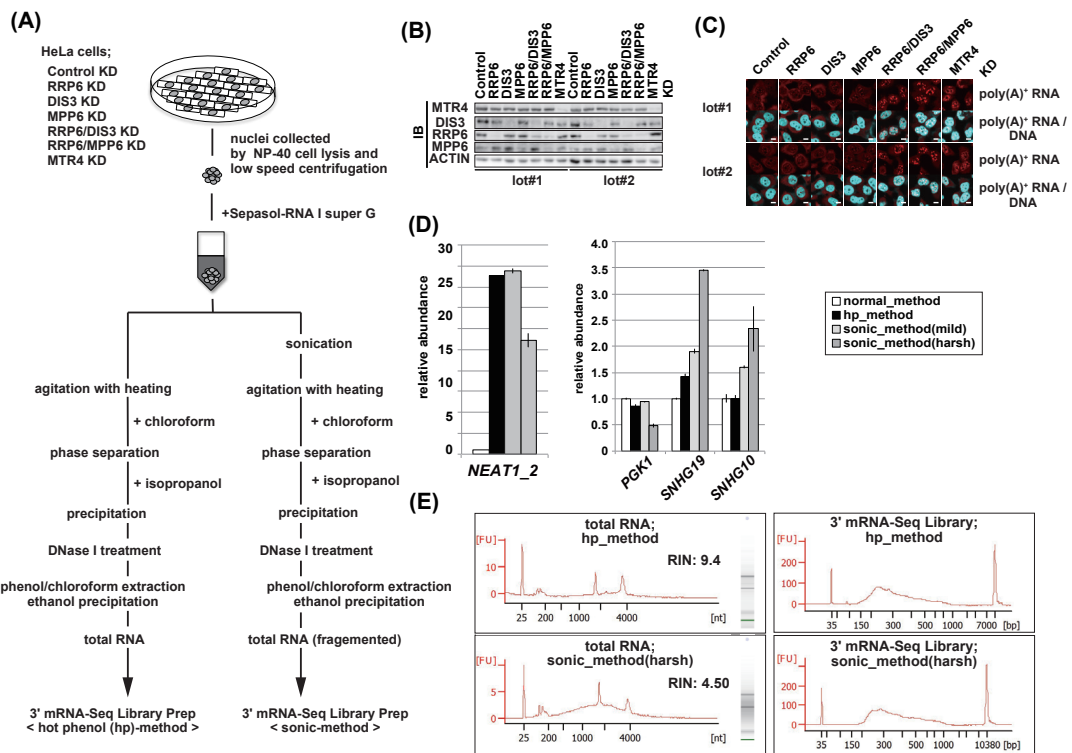 (A)
HeLa cells;
Control KD
RRP6 KD
DIS3 KD
MPP6 KD
RRP6/DIS3 KD
RRP6/MPP6 KD
MTR4 KD
nuclei collected
by NP-40 cell lysis and
low speed centrifugation
+Sepasol-RNA I super G
sonication
agitation with heating
agitation with heating
+ chloroform
+ chloroform
phase separation
phase separation
+ isopropanol
+ isopropanol
precipitation
precipitation
DNase I treatment
DNase I treatment
phenol/chloroform extraction
ethanol precipitation
phenol/chloroform extraction
ethanol precipitation
total RNA
total RNA (fragemented)
3' mRNA-Seq Library Prep
< hot phenol (hp)-method >
3' mRNA-Seq Library Prep
< sonic-method >
(B)
Control
RRP6
DIS3
MPP6
RRP6/DIS3
RRP6/MPP6
MTR4
Control
RRP6
DIS3
MPP6
RRP6/DIS3
RRP6/MPP6
MTR4
KD
IB
MTR4
DIS3
RRP6
MPP6
ACTIN
lot#1
lot#2
(C)
Control
RRP6
DIS3
MPP6
RRP6/DIS3
RRP6/MPP6
MTR4
KD
lot#1
poly(A)+ RNA
poly(A)+ RNA /
DNA
lot#2
poly(A)+ RNA
poly(A)+ RNA /
DNA
(D)
relative abundance
30
25
25
15
10
5
0
NEAT1_2
relative abundance
4.0
3.5
3.0
2.5
2.0
1.5
1.0
0.5
0.0
PGK1
SNHG19
SNHG10
normal_method
hp_method
sonic_method(mild)
sonic_method(harsh)
(E)
total RNA;
hp_method
[FU]
RIN: 9.4
10
5
0
25 200 1000 4000 [nt]
3' mRNA-Seq Library;
hp_method
[FU]
300
200
100
0
35 150 300 500 1000 7000 [bp]
total RNA;
sonic_method(harsh)
[FU]
RIN: 4.50
5
0
25 200 1000 4000 [nt]
3' mRNA-Seq Library;
sonic_method(harsh)
[FU]
300
200
100
0
35 150 300 500 1000 10380 [bp]